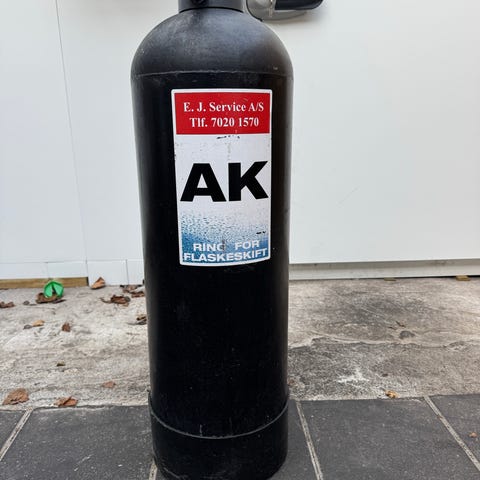 E. J. Service A/S
Tlf. 7020 1570
AK
RING FOR
FLASKESKIFT